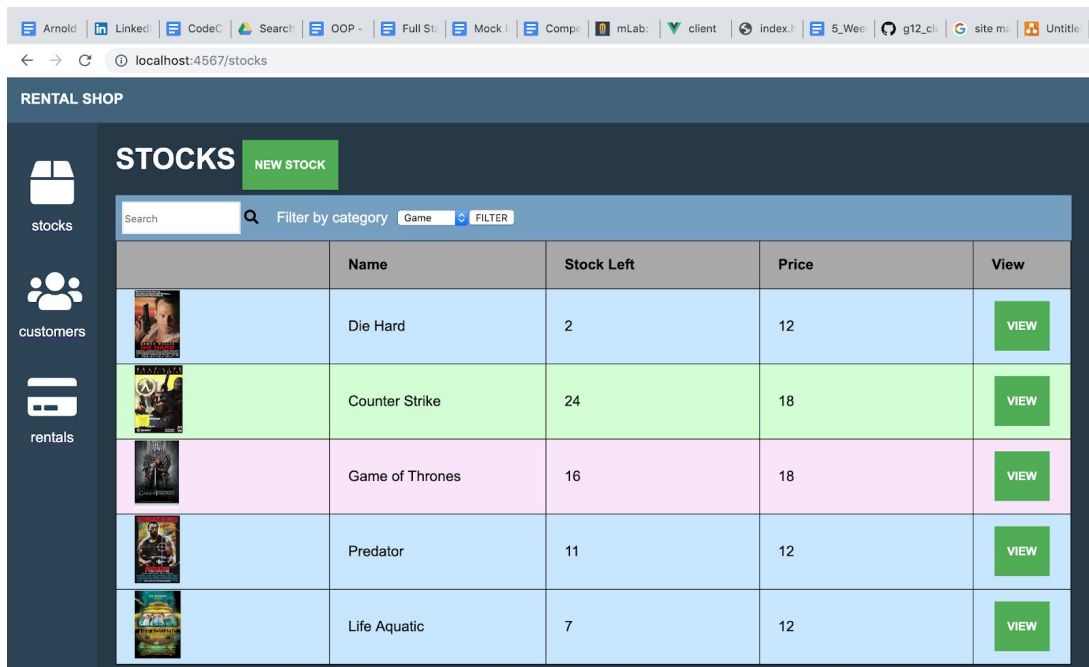 Arnold Linked CodeC Search OOP - Full St Mock I Compe mLab: client index.h 5_Wee g12_cla site ma Untitle
localhost:4567/stocks
RENTAL SHOP
STOCKS NEW STOCK
Search Filter by category Game FILTER
stocks
Name Stock Left Price View
Die Hard 2 12 VIEW
customers
Counter Strike 24 18 VIEW
rentals
Game of Thrones 16 18 VIEW
Predator 11 12 VIEW
Life Aquatic 7 12 VIEW